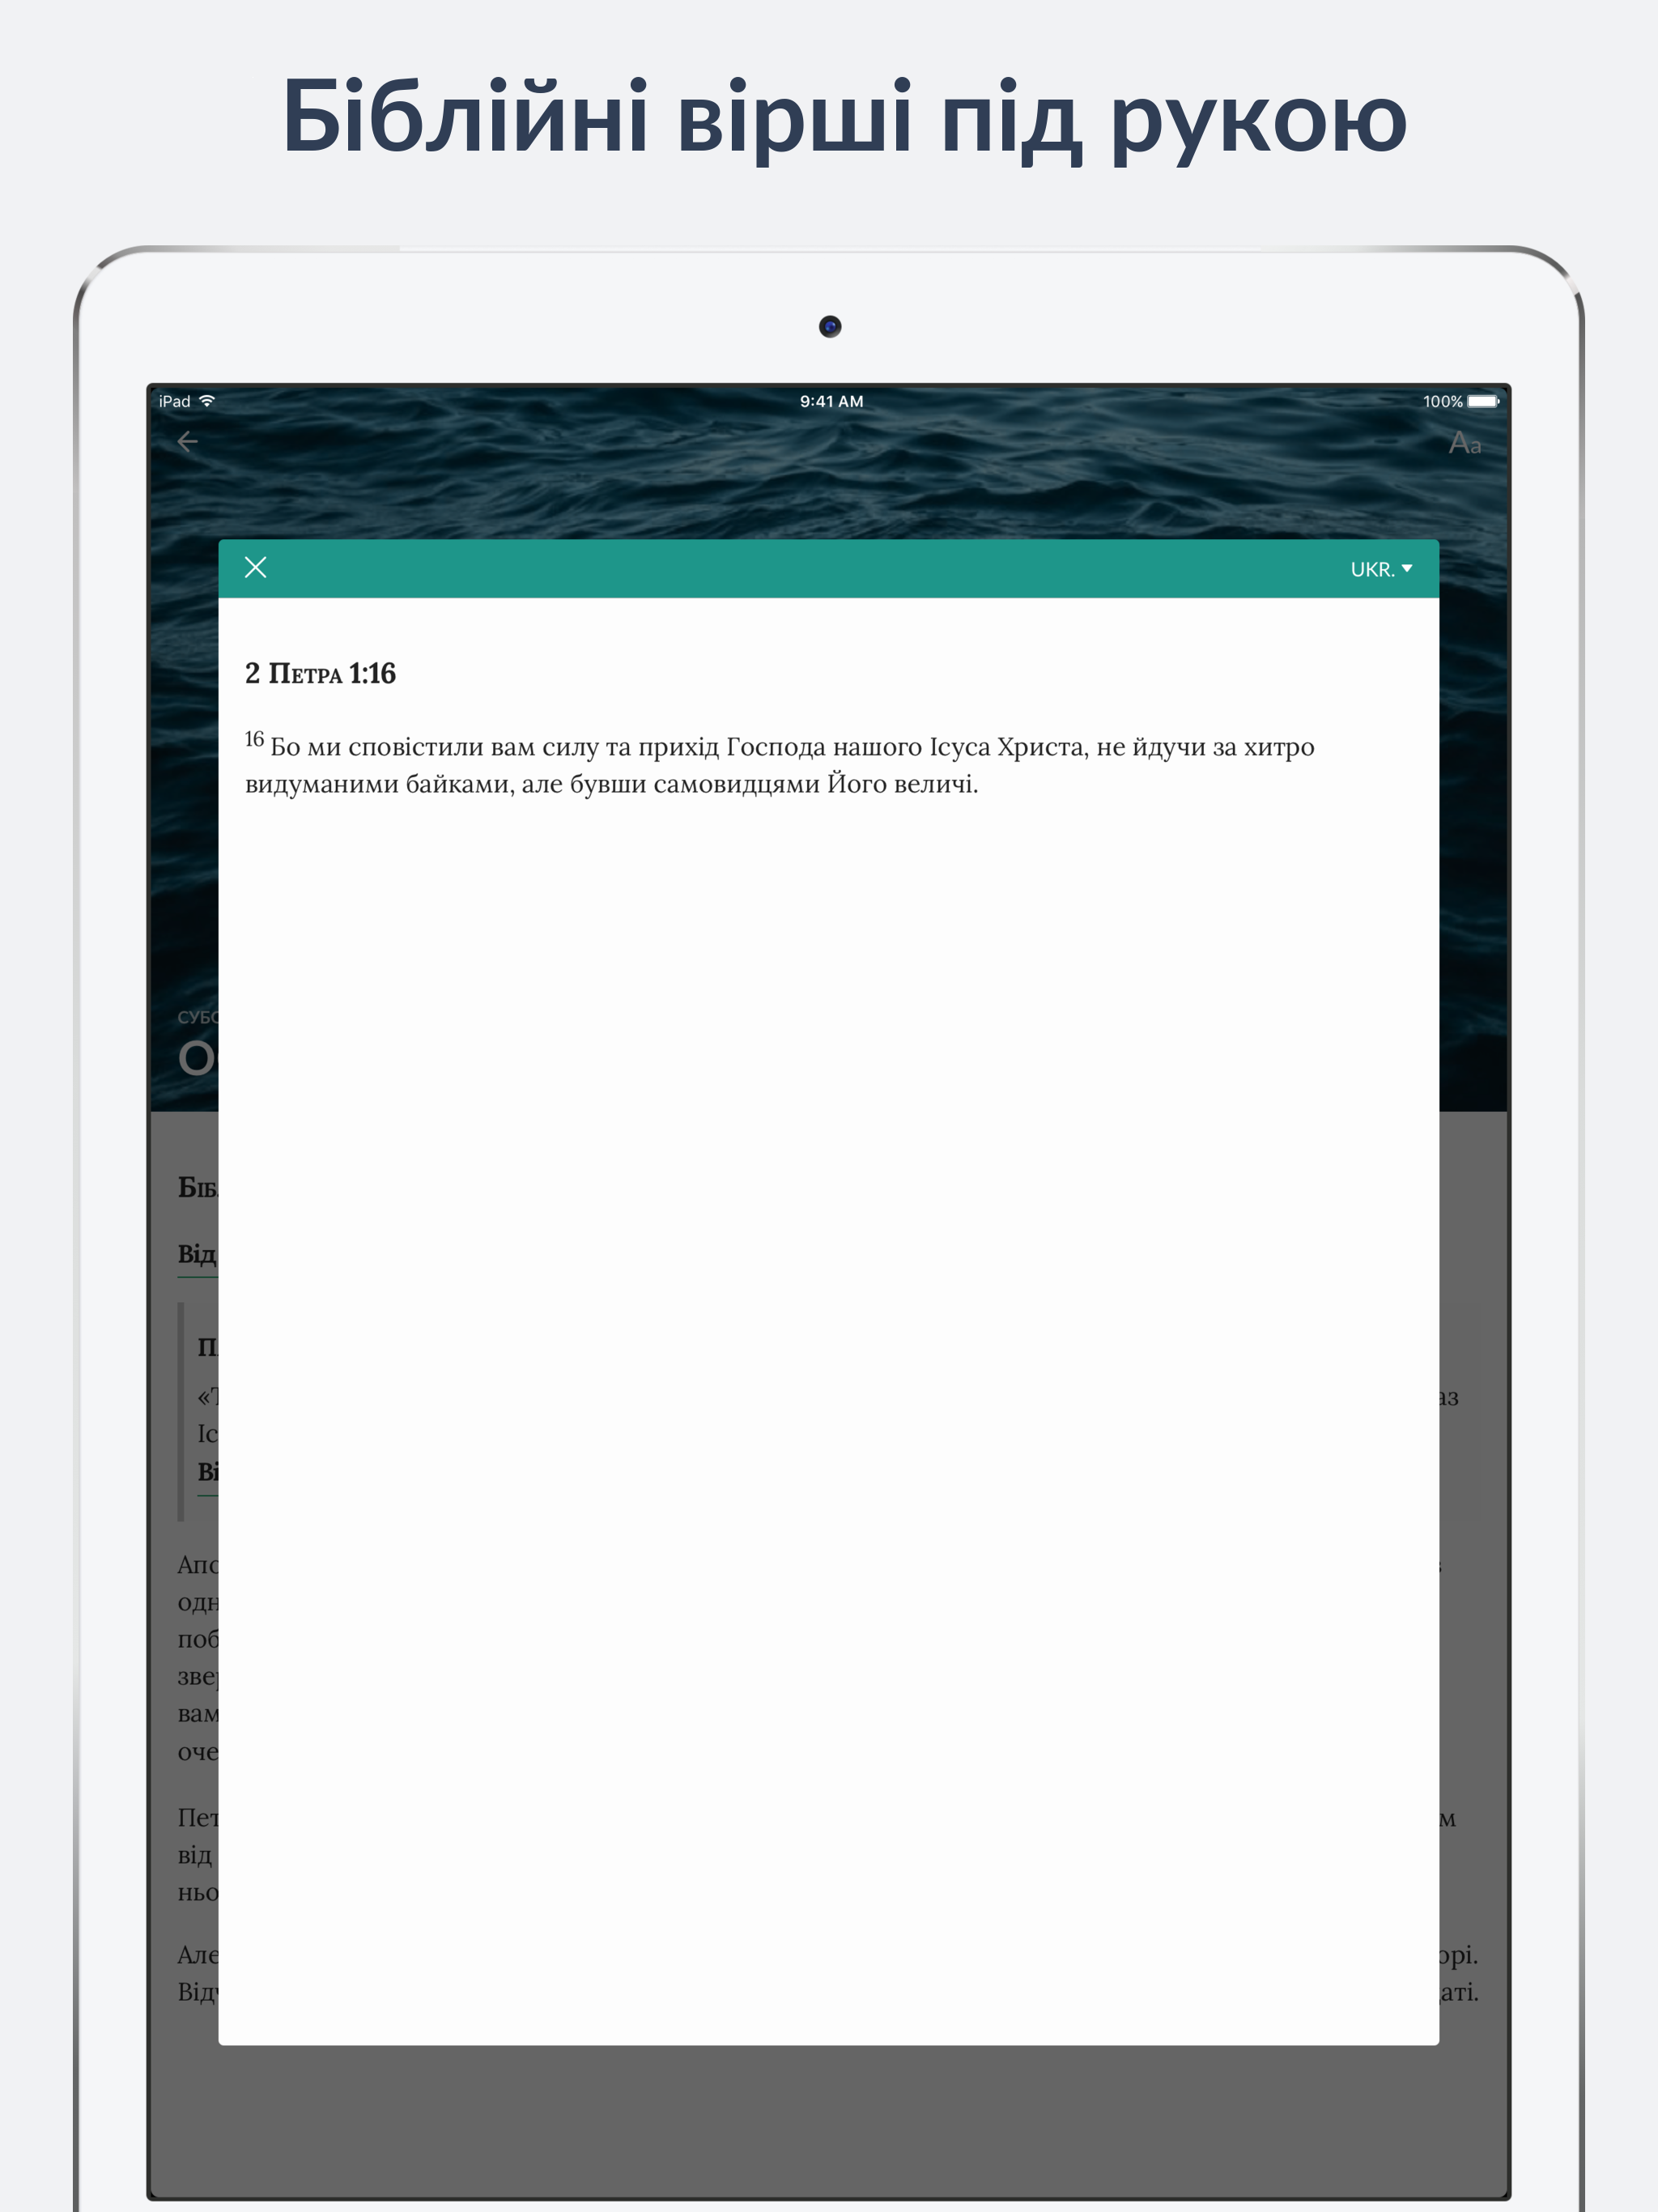 Біблійні вірші під рукою
iPad 9:41 AM 100%
Aa
UKR.
2 Петра 1:16
16 Бо ми сповістили вам силу та прихід Господа нашого Ісуса Христа, не йдучи за хитро
видуманими байками, але бувши самовидцями Його величі.
Від
від